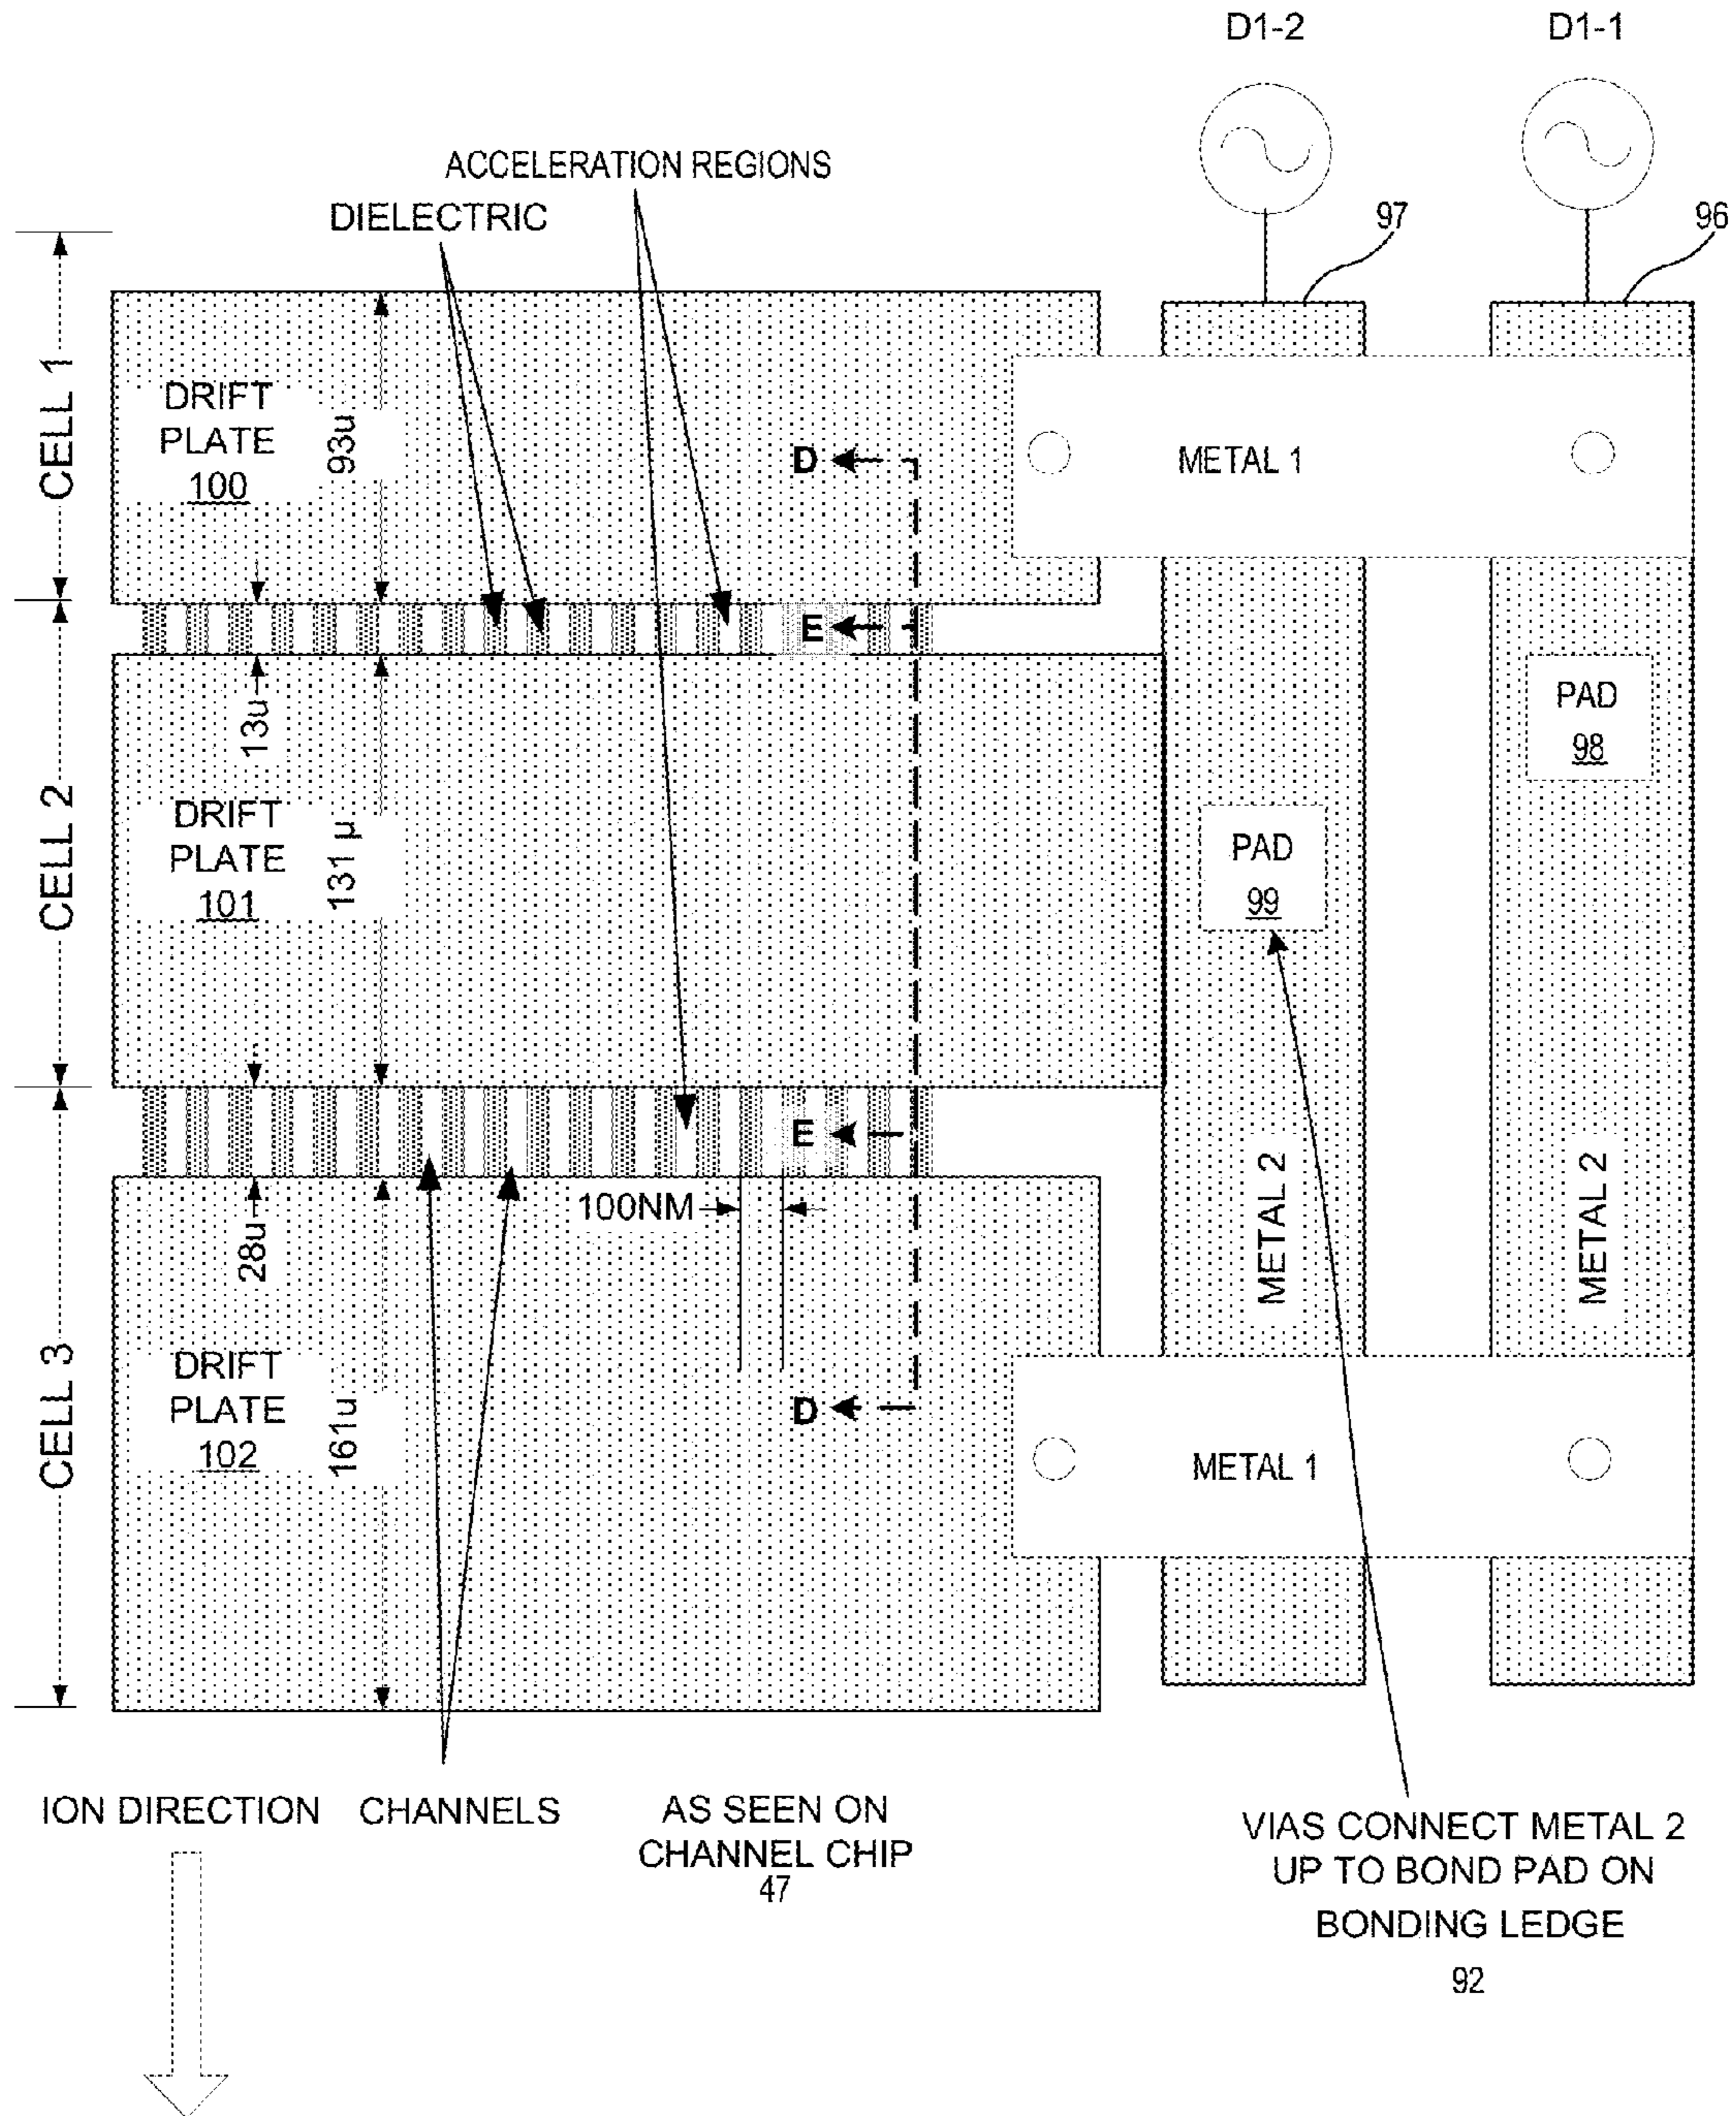 D1-2
D1-1
ACCELERATION REGIONS
DIELECTRIC
97
96
CELL 1
DRIFT
PLATE
100
93u
D
METAL 1
E
13u
CELL 2
DRIFT
PLATE
101
131 µ
PAD
98
PAD
99
E
100NM
28u
METAL 2
METAL 2
CELL 3
DRIFT
PLATE
102
161u
D
METAL 1
ION DIRECTION
CHANNELS
AS SEEN ON
CHANNEL CHIP
47
VIAS CONNECT METAL 2
UP TO BOND PAD ON
BONDING LEDGE
92